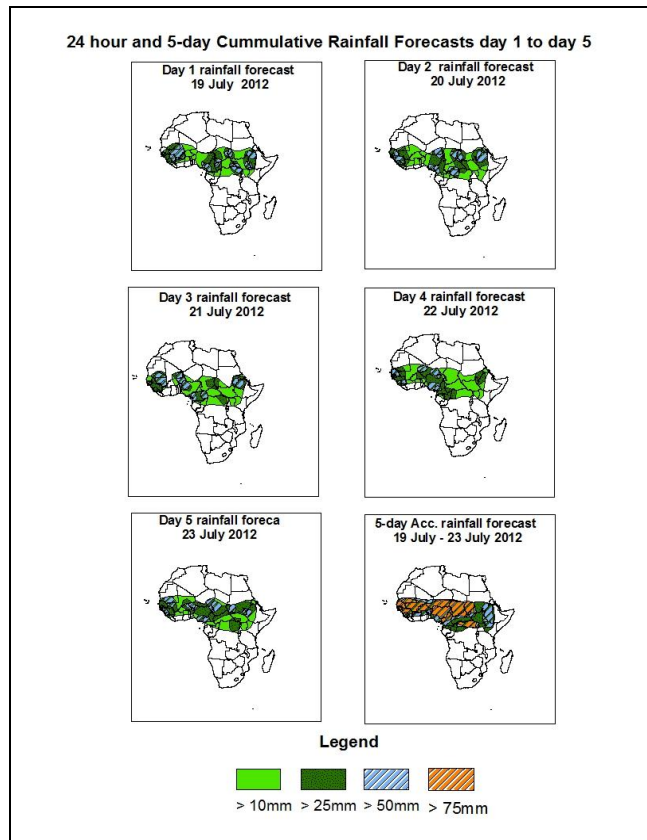 24 hour and 5-day Cummulative Rainfall Forecasts day 1 to day 5
Day 1 rainfall forecast
19 July 2012
Day 2 rainfall forecast
20 July 2012
Day 3 rainfall forecast
21 July 2012
Day 4 rainfall forecast
22 July 2012
Day 5 rainfall foreca
23 July 2012
5-day Acc. rainfall forecast
19 July - 23 July 2012
Legend
> 10mm > 25mm > 50mm > 75mm